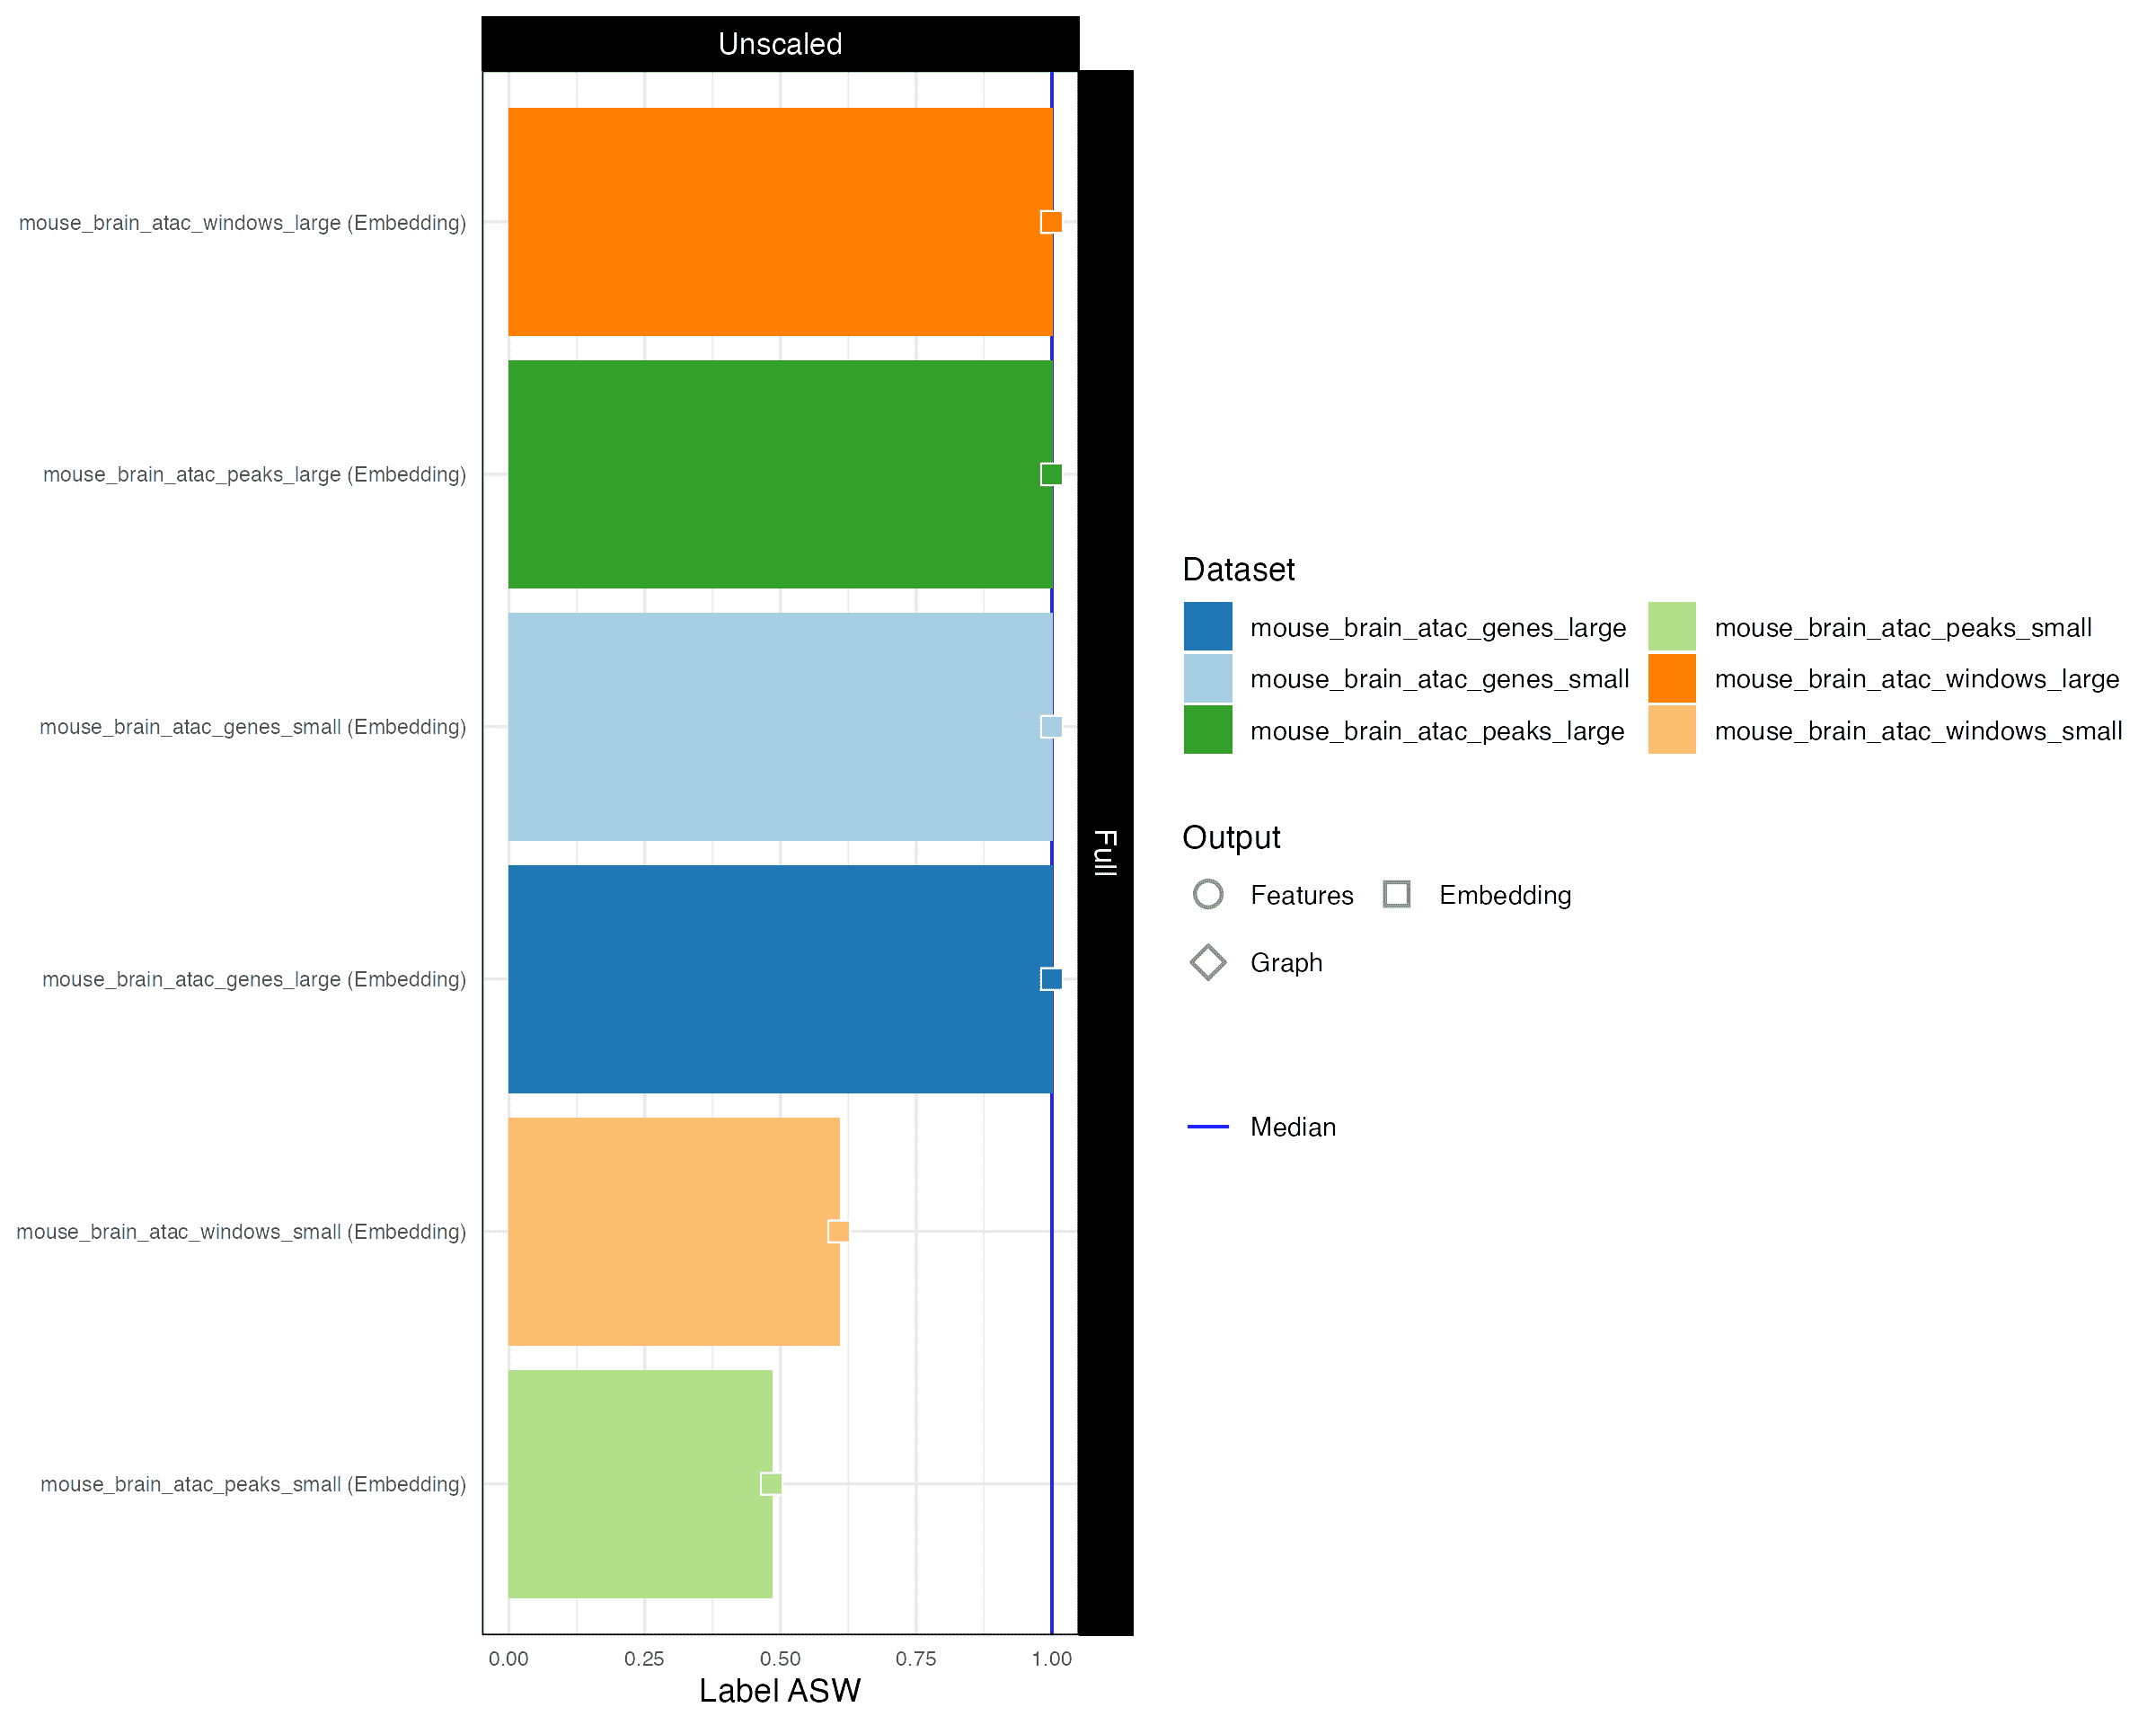 Unscaled
mouse_brain_atac_windows_large (Embedding)
mouse_brain_atac_peaks_large (Embedding)
mouse_brain_atac_genes_small (Embedding)
mouse_brain_atac_genes_large (Embedding)
mouse_brain_atac_windows_small (Embedding)
mouse_brain_atac_peaks_small (Embedding)
0.00 0.25 0.50 0.75 1.00
Label ASW
Full
Dataset
mouse_brain_atac_genes_large mouse_brain_atac_peaks_small
mouse_brain_atac_genes_small mouse_brain_atac_windows_large
mouse_brain_atac_peaks_large mouse_brain_atac_windows_small
Output
Features Embedding
Graph
Median